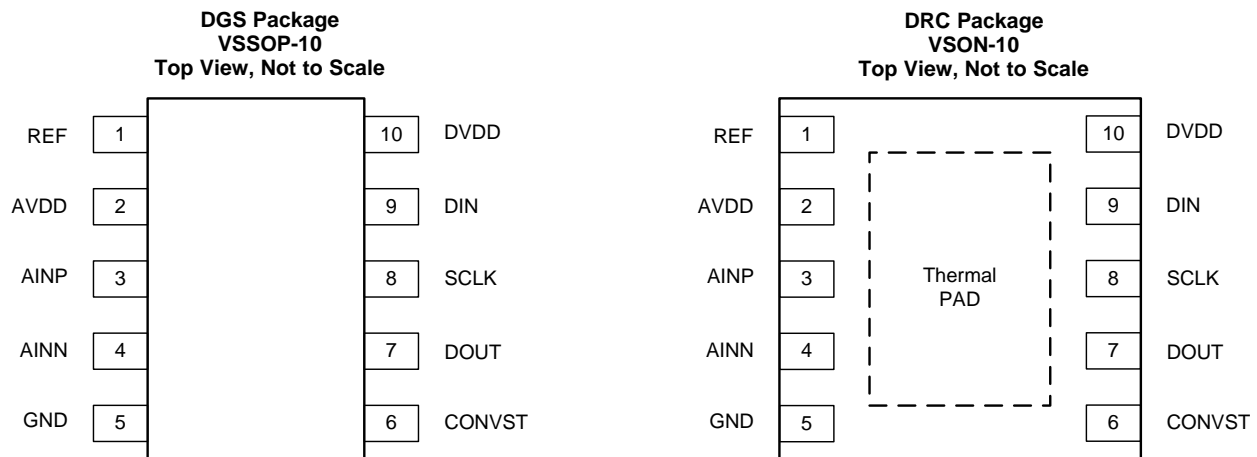 DGS Package
VSSOP-10
Top View, Not to Scale
REF 1 10 DVDD
AVDD 2 9 DIN
AINP 3 8 SCLK
AINN 4 7 DOUT
GND 5 6 CONVST
DRC Package
VSON-10
Top View, Not to Scale
REF 1 10 DVDD
AVDD 2 9 DIN
AINP 3 8 SCLK
Thermal
PAD
AINN 4 7 DOUT
GND 5 6 CONVST